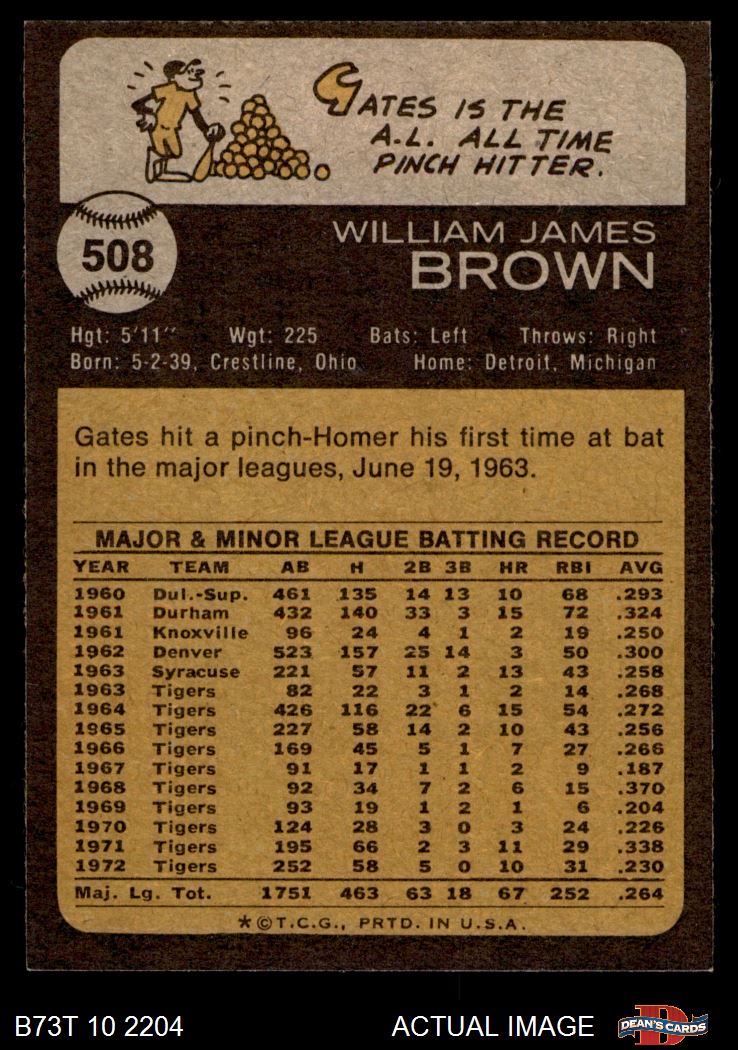 GATES IS THE
A.L. ALL TIME
PINCH HITTER.
508
WILLIAM JAMES
BROWN
Hgt: 5'11" Wgt: 225 Bats: Left Throws: Right
Born: 5-2-39, Crestline, Ohio Home: Detroit, Michigan
Gates hit a pinch-Homer his first time at bat
in the major leagues, June 19, 1963.
MAJOR & MINOR LEAGUE BATTING RECORD
YEAR TEAM AB H 2B 3B HR RBI AVG
1960 Dul.-Sup. 461 135 14 13 10 68 .293
1961 Durham 432 140 33 3 15 72 .324
1961 Knoxville 96 24 4 1 2 19 .250
1962 Denver 523 157 25 14 3 50 .300
1963 Syracuse 221 57 11 2 13 43 .258
1963 Tigers 82 22 3 1 2 14 .268
1964 Tigers 426 116 22 6 15 54 .272
1965 Tigers 227 58 14 2 10 43 .256
1966 Tigers 169 45 5 1 7 27 .266
1967 Tigers 91 17 1 1 2 9 .187
1968 Tigers 92 34 7 2 6 15 .370
1969 Tigers 93 19 1 2 1 6 .204
1970 Tigers 124 28 3 0 3 24 .226
1971 Tigers 195 66 2 3 11 29 .338
1972 Tigers 252 58 5 0 10 31 .230
Maj. Lg. Tot. 1751 463 63 18 67 252 .264
*©T.C.G., PRTD. IN U.S.A.
B73T 10 2204 ACTUAL IMAGE
D
DEAN'S CARDS